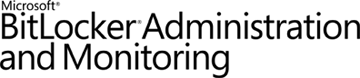 Microsoft®
BitLocker® Administration
and Monitoring